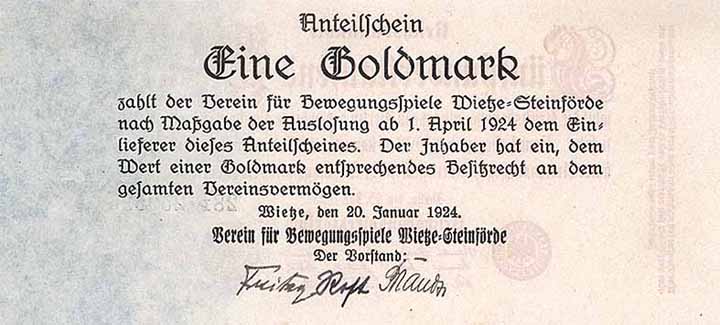 Anteilschein
Eine Goldmark
zahlt der Verein für Bewegungsspiele Wietze-Steinförde
nach Maßgabe der Auslosung ab 1. April 1924 dem Ein-
lieferer dieses Anteilscheines. Der Inhaber hat ein, dem
Wert einer Goldmark entsprechendes Besitzrecht an dem
gesamten Vereinsvermögen.
Wietze, den 20. Januar 1924.
Verein für Bewegungsspiele Wietze-Steinförde
Der Vorstand: —
Freitag